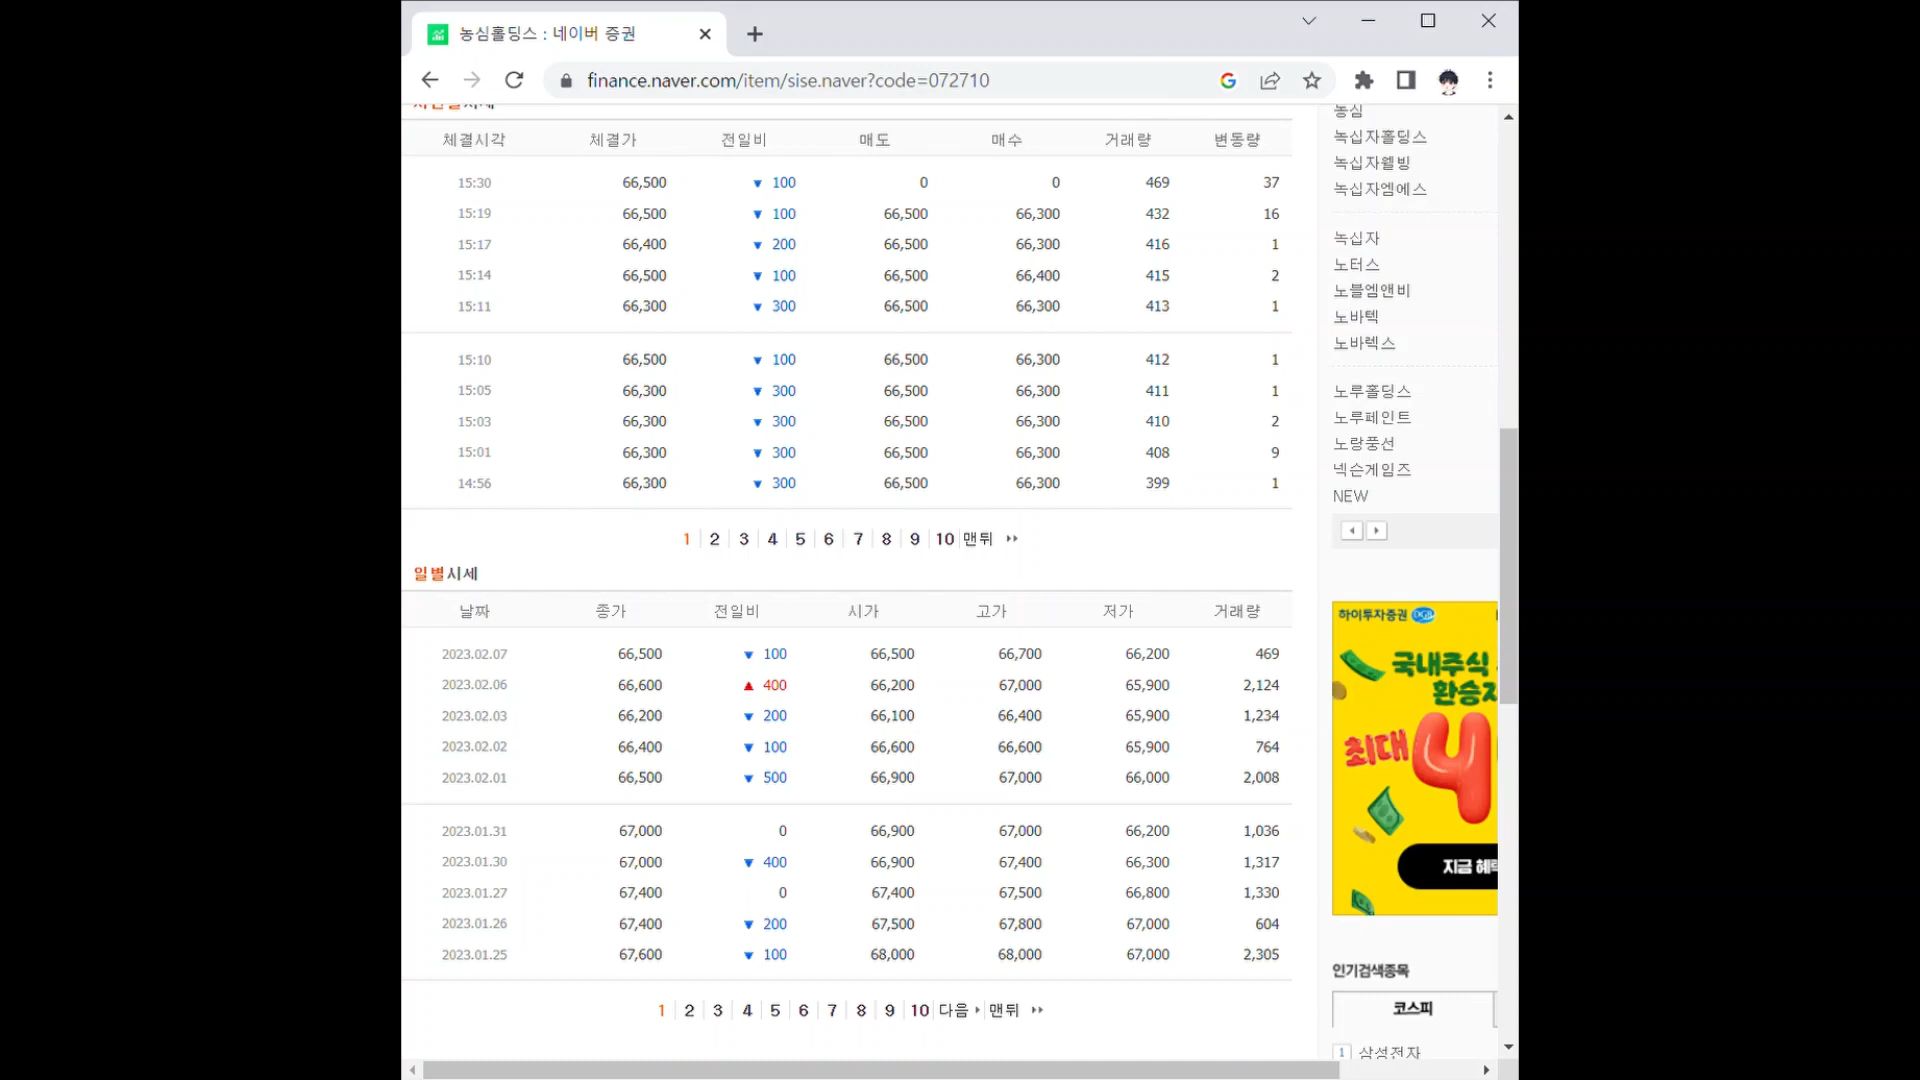 농심홀딩스 : 네이버 증권
finance.naver.com/item/sise.naver?code=072710
체결시각 체결가 전일비 매도 매수 거래량 변동량
15:30 66,500 ▼ 100 0 0 469 37
15:19 66,500 ▼ 100 66,500 66,300 432 16
15:17 66,400 ▼ 200 66,500 66,300 416 1
15:14 66,500 ▼ 100 66,500 66,400 415 2
15:11 66,300 ▼ 300 66,500 66,300 413 1
15:10 66,500 ▼ 100 66,500 66,300 412 1
15:05 66,300 ▼ 300 66,500 66,300 411 1
15:03 66,300 ▼ 300 66,500 66,300 410 2
15:01 66,300 ▼ 300 66,500 66,300 408 9
14:56 66,300 ▼ 300 66,500 66,300 399 1
1 2 3 4 5 6 7 8 9 10 맨뒤
일별시세
날짜 종가 전일비 시가 고가 저가 거래량
2023.02.07 66,500 ▼ 100 66,500 66,700 66,200 469
2023.02.06 66,600 ▲ 400 66,200 67,000 65,900 2,124
2023.02.03 66,200 ▼ 200 66,100 66,400 65,900 1,234
2023.02.02 66,400 ▼ 100 66,600 66,600 65,900 764
2023.02.01 66,500 ▼ 500 66,900 67,000 66,000 2,008
2023.01.31 67,000 0 66,900 67,000 66,200 1,036
2023.01.30 67,000 ▼ 400 66,900 67,400 66,300 1,317
2023.01.27 67,400 0 67,400 67,500 66,800 1,330
2023.01.26 67,400 ▼ 200 67,500 67,800 67,000 604
2023.01.25 67,600 ▼ 100 68,000 68,000 67,000 2,305
1 2 3 4 5 6 7 8 9 10 다음 맨뒤
농심
녹십자홀딩스
녹십자웰빙
녹십자엠에스
녹십자
노터스
노블엠앤비
노바텍
노바렉스
노루홀딩스
노루페인트
노랑풍선
넥슨게임즈
NEW
하이투자증권 DGB
국내주식
최대 4
지금
인기검색종목
코스피
1 삼성전자